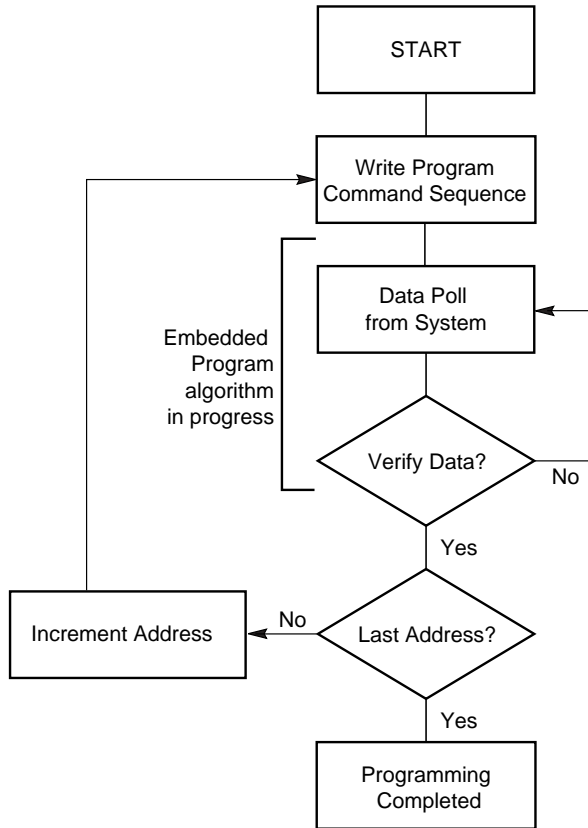 START
Write Program
Command Sequence
Data Poll
from System
Embedded
Program
algorithm
in progress
Verify Data?
No
Yes
Last Address?
No
Increment Address
Yes
Programming
Completed